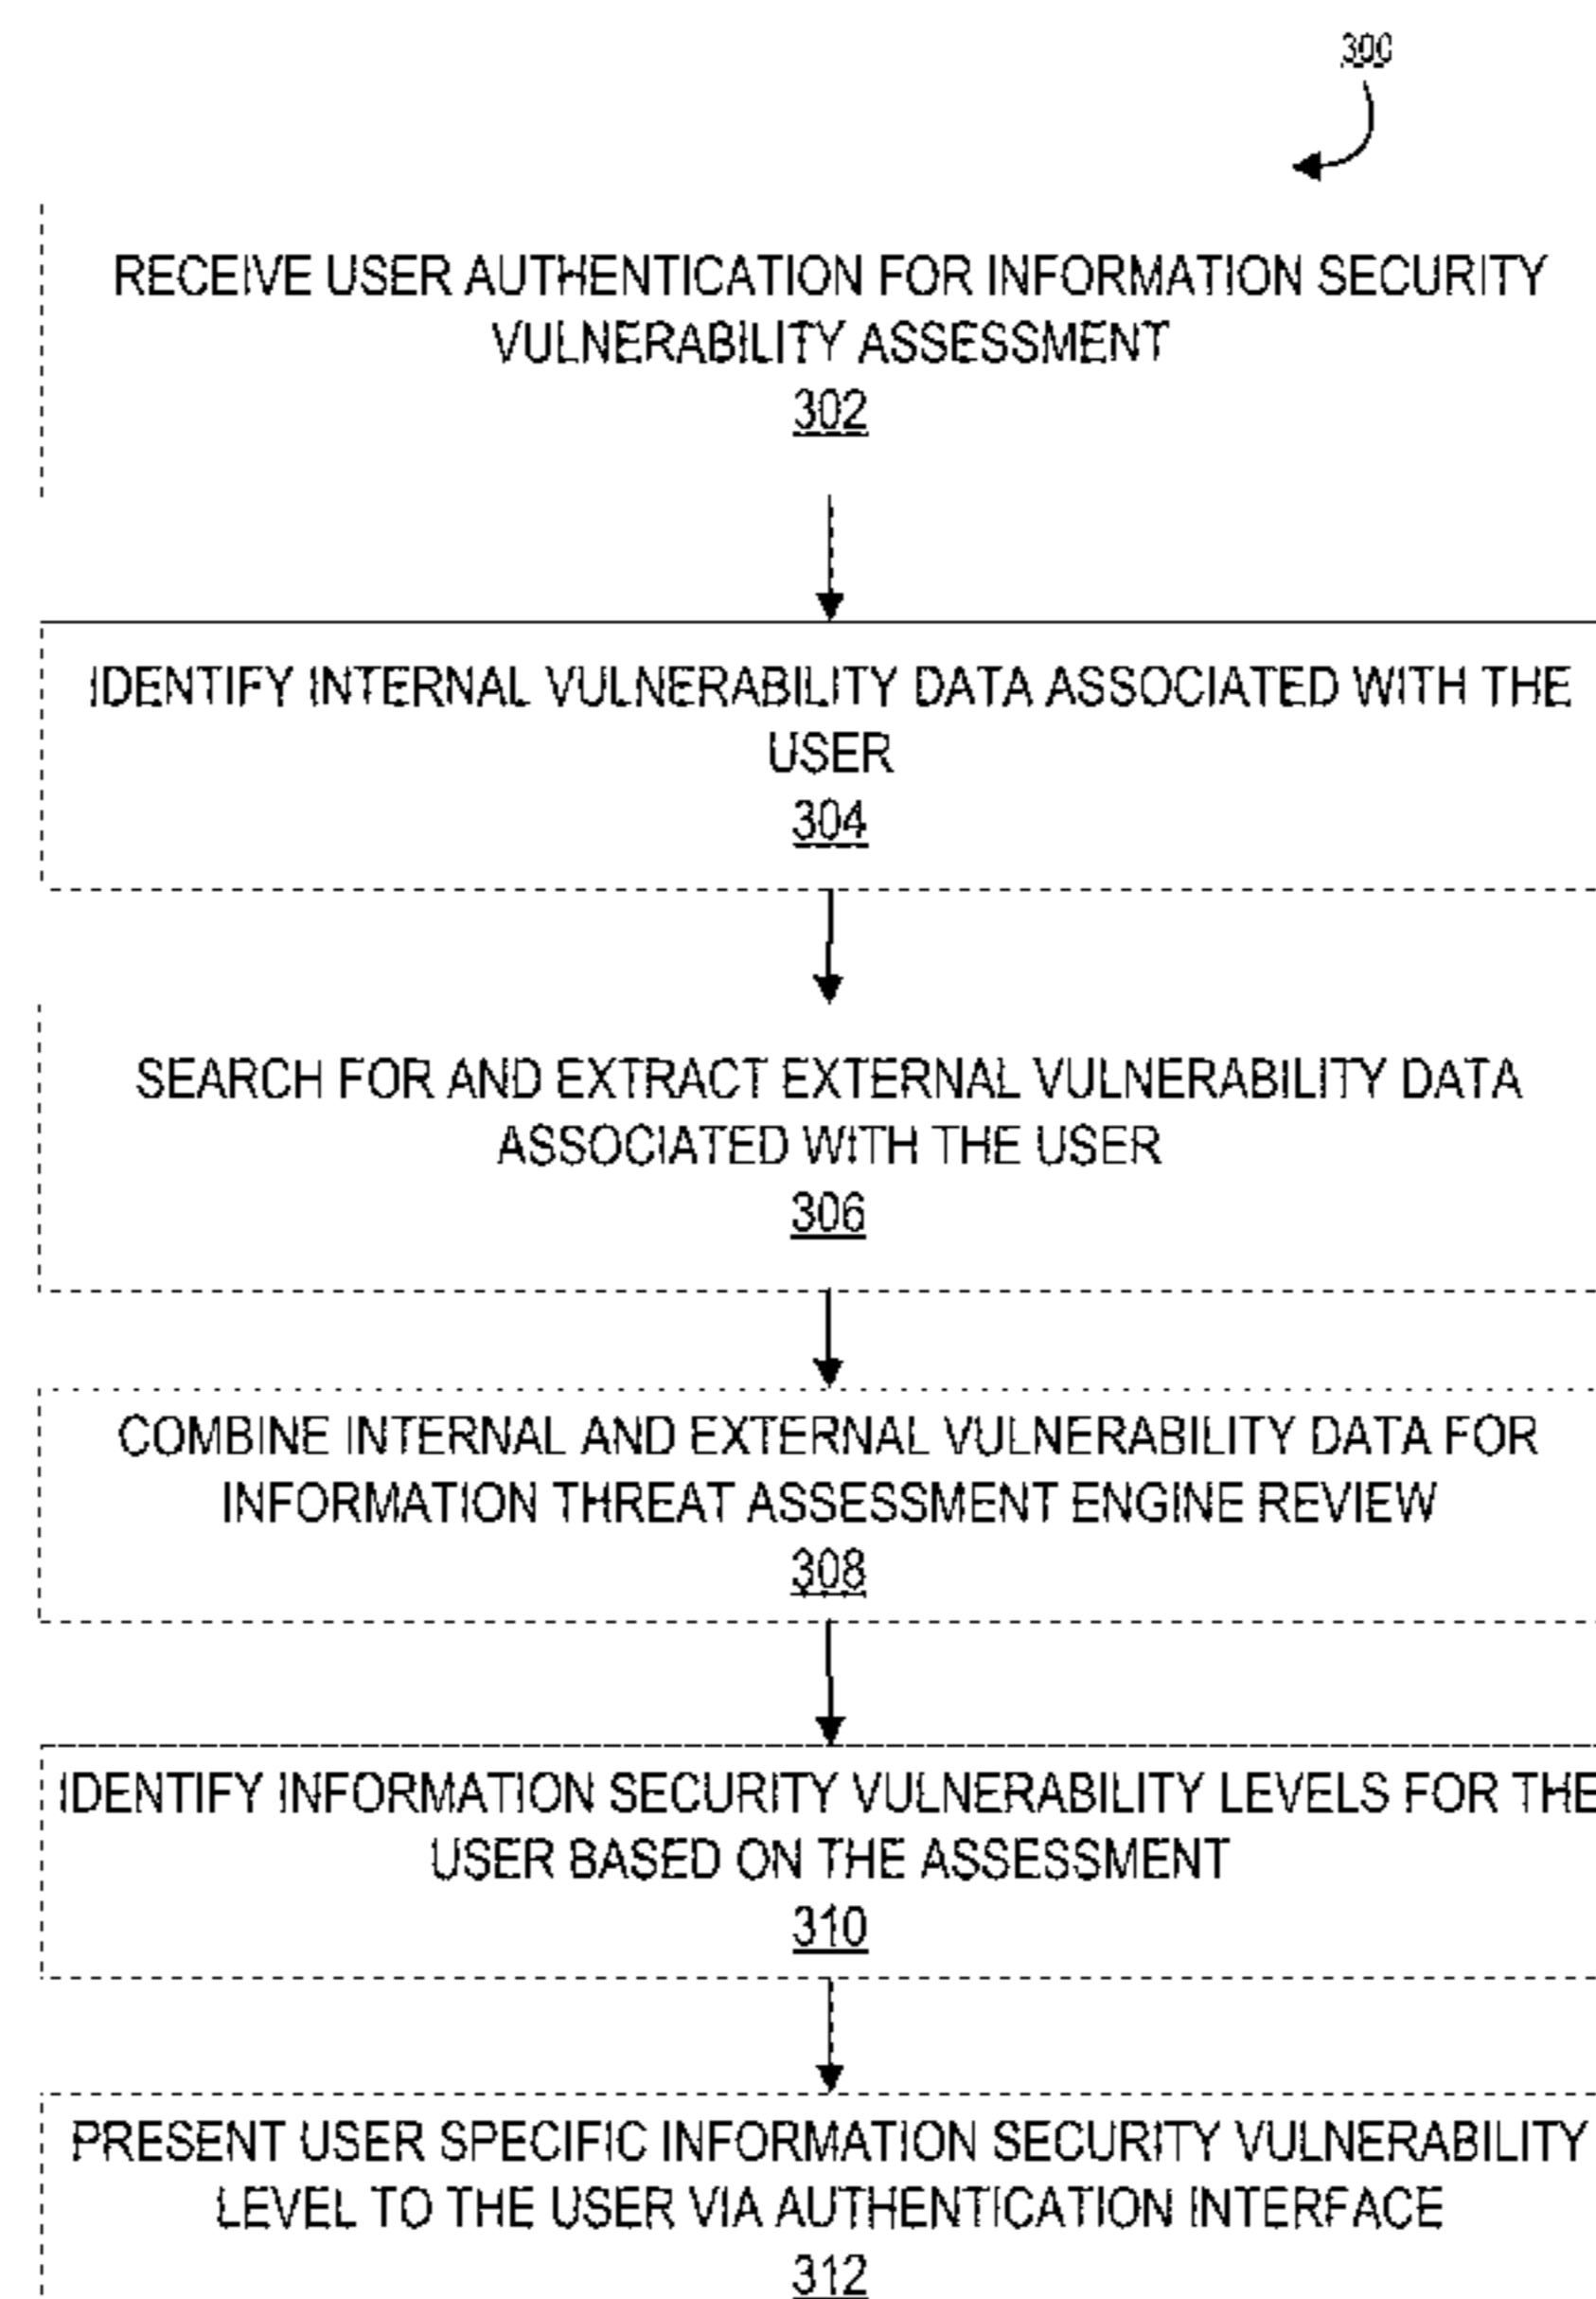 300
RECEIVE USER AUTHENTICATION FOR INFORMATION SECURITY
VULNERABILITY ASSESSMENT
302
IDENTIFY INTERNAL VULNERABILITY DATA ASSOCIATED WITH THE
USER
304
SEARCH FOR AND EXTRACT EXTERNAL VULNERABILITY DATA
ASSOCIATED WITH THE USER
306
COMBINE INTERNAL AND EXTERNAL VULNERABILITY DATA FOR
INFORMATION THREAT ASSESSMENT ENGINE REVIEW
308
IDENTIFY INFORMATION SECURITY VULNERABILITY LEVELS FOR THE
USER BASED ON THE ASSESSMENT
310
PRESENT USER SPECIFIC INFORMATION SECURITY VULNERABILITY
LEVEL TO THE USER VIA AUTHENTICATION INTERFACE
312